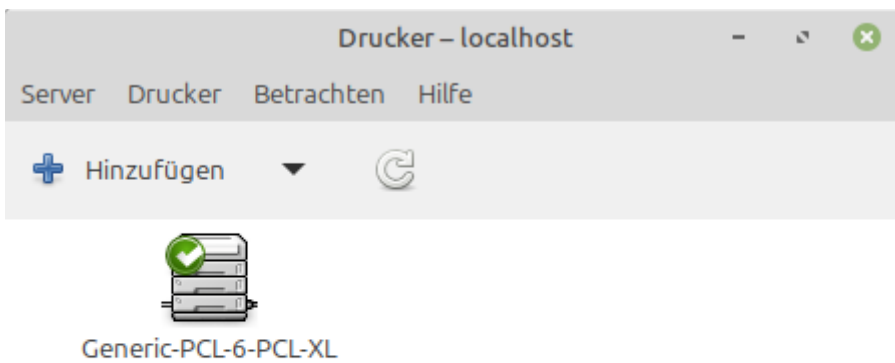 Drucker – localhost
Server Drucker Betrachten Hilfe
Hinzufügen
Generic-PCL-6-PCL-XL